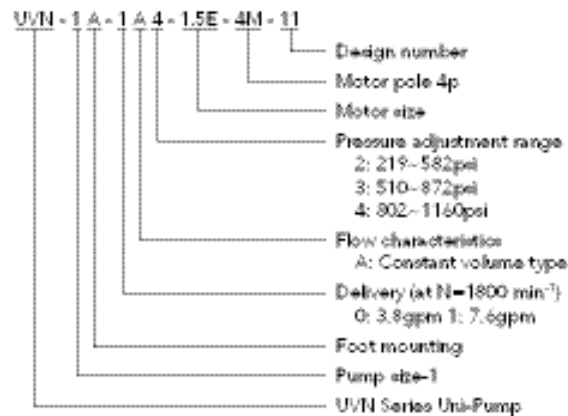 UVN - 1 A - 1 A 4 - 1.5E - 4M - 11
Design number
Motor pole 4p
Motor size
Pressure adjustment range
2: 219~582psi
3: 510~872psi
4: 802~1160psi
Flow characteristics
A: Constant volume type
Delivery (at N=1800 min⁻¹)
0: 3.8gpm 1: 7.6gpm
Foot mounting
Pump size-1
UVN Series Uni-Pump